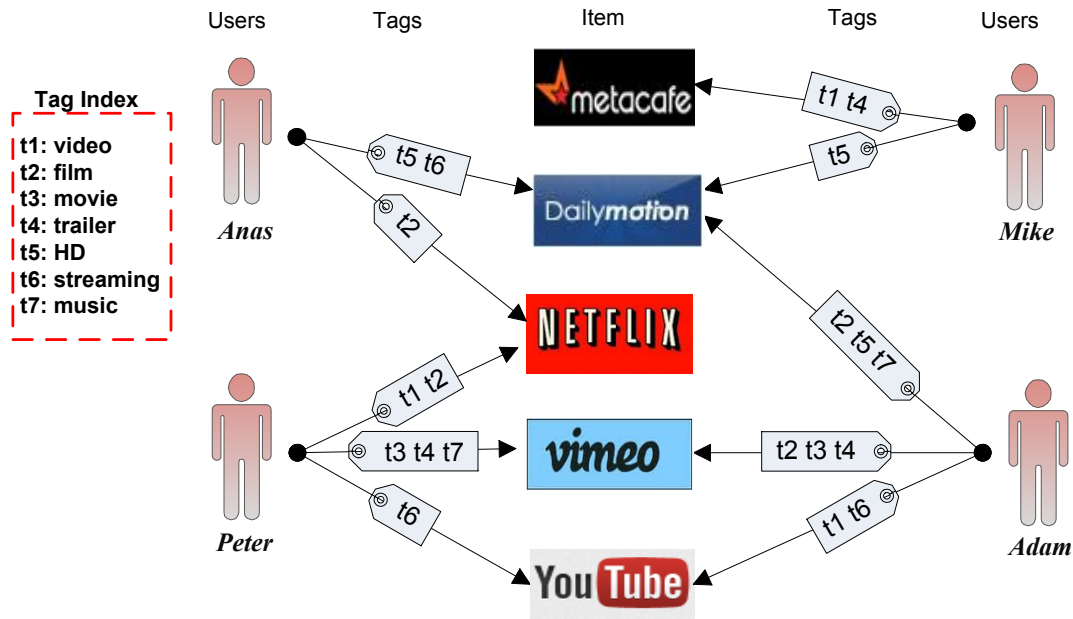 Users Tags Item Tags Users
Tag Index
t1: video
t2: film
t3: movie
t4: trailer
t5: HD
t6: streaming
t7: music
metacafe
t1 t4
t5 t6
t5
Dailymotion
Anas
t2
Mike
NETFLIX
t2 t5 t7
t1 t2
t3 t4 t7
vimeo
t2 t3 t4
t6
t1 t6
Peter
Adam
YouTube